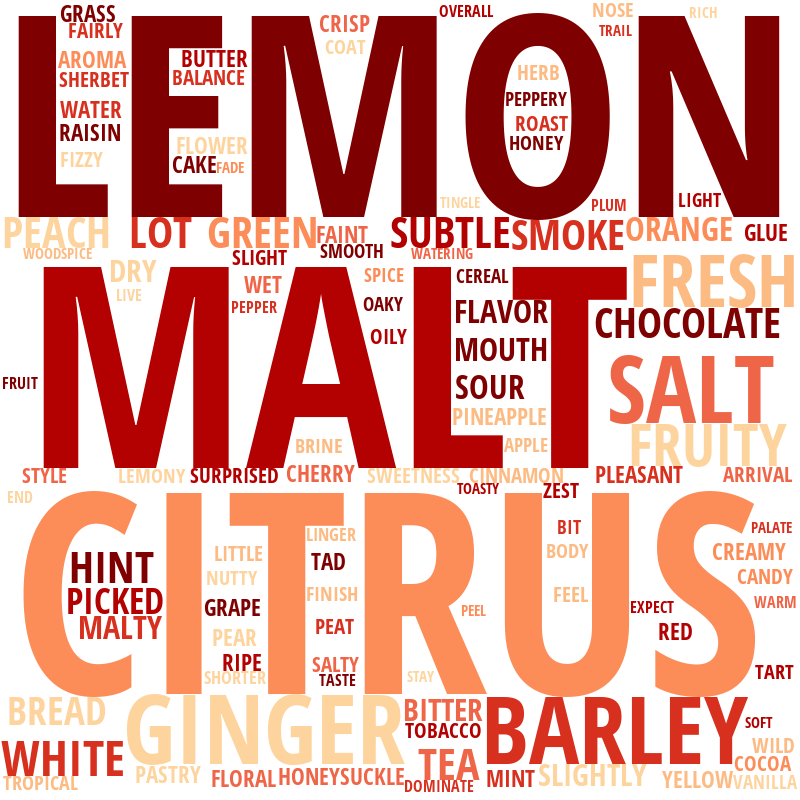 GRASS
FAIRLY
CRISP
COAT
OVERALL
NOSE
TRAIL
RICH
LEMON
AROMA
SHERBET
BUTTER
BALANCE
HERB
PEPPERY
WATER
RAISIN
ROAST
HONEY
FIZZY
FLOWER
CAKE
FADE
TINGLE
PLUM
LIGHT
PEACH
LOT
GREEN
FAINT
SUBTLE
SMOKE
ORANGE
GLUE
WOODSPICE
SLIGHT
SMOOTH
WATERING
DRY
LIVE
WET
PEPPER
SPICE
OAKY
OILY
CEREAL
FRESH
FLAVOR
CHOCOLATE
MALT
MOUTH
SOUR
SALT
FRUIT
PINEAPPLE
APPLE
FRUITY
BRINE
STYLE
LEMONY
SURPRISED
CHERRY
SWEETNESS
CINNAMON
PLEASANT
ARRIVAL
END
TOASTY
ZEST
CITRUS
LINGER
BIT
PALATE
HINT
LITTLE
TAD
BODY
CREAMY
NUTTY
CANDY
PICKED
GRAPE
FINISH
PEEL
FEEL
EXPECT
WARM
MALTY
PEAR
PEAT
RED
RIPE
SALTY
SHORTER
TASTE
STAY
TART
BREAD
GINGER
BITTER
TOBACCO
BARLEY
SOFT
WHITE
TEA
WILD
COCOA
TROPICAL
PASTRY
FLORAL
HONEYSUCKLE
DOMINATE
MINT
SLIGHTLY
YELLOW
VANILLA